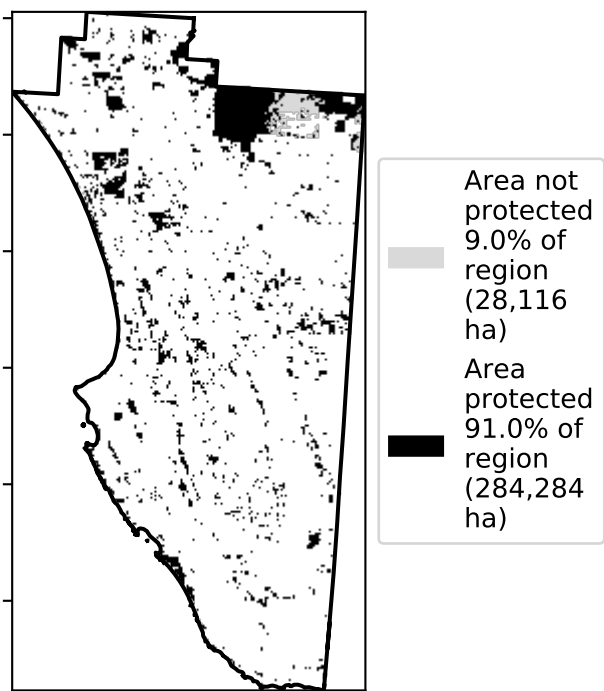 Area not
protected
9.0% of
region
(28,116
ha)
Area
protected
91.0% of
region
(284,284
ha)